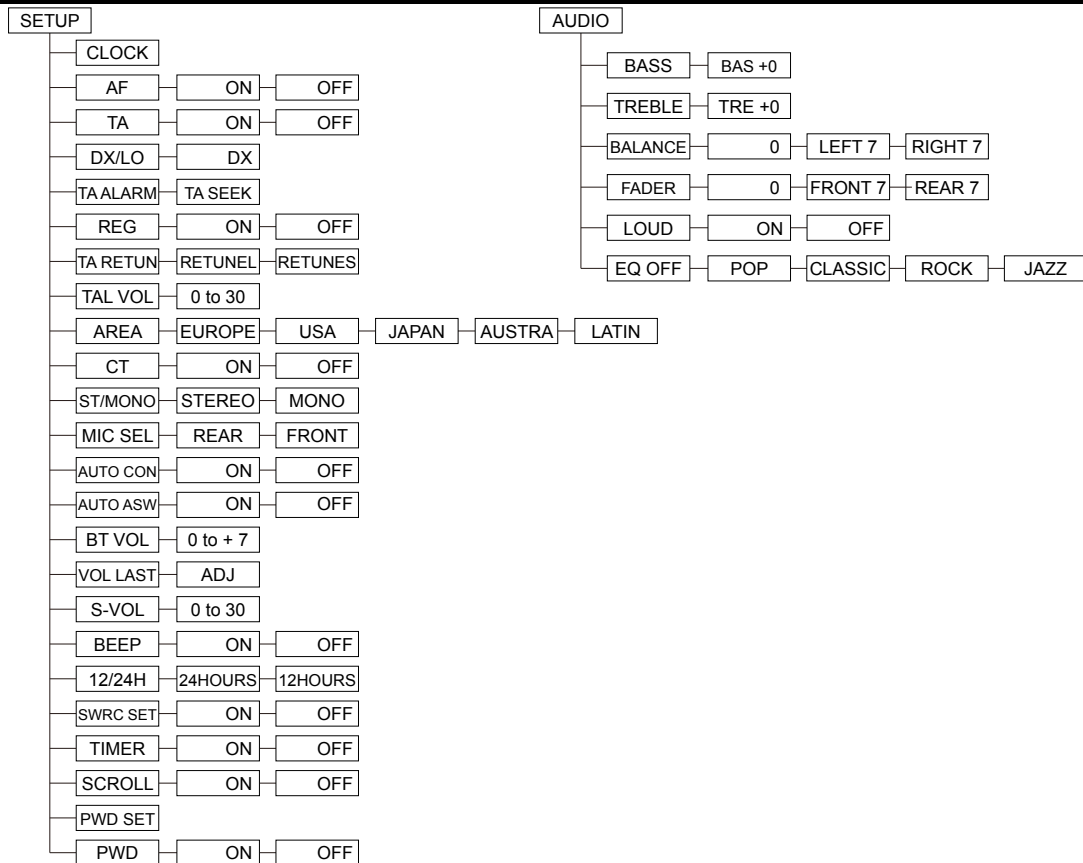 SETUP
CLOCK
AF ON OFF
TA ON OFF
DX/LO DX
TA ALARM TA SEEK
REG ON OFF
TA RETUN RETUNEL RETUNES
TAL VOL 0 to 30
AREA EUROPE USA JAPAN AUSTRA LATIN
CT ON OFF
ST/MONO STEREO MONO
MIC SEL REAR FRONT
AUTO CON ON OFF
AUTO ASW ON OFF
BT VOL 0 to + 7
VOL LAST ADJ
S-VOL 0 to 30
BEEP ON OFF
12/24H 24HOURS 12HOURS
SWRC SET ON OFF
TIMER ON OFF
SCROLL ON OFF
PWD SET
PWD ON OFF
AUDIO
BASS BAS +0
TREBLE TRE +0
BALANCE 0 LEFT 7 RIGHT 7
FADER 0 FRONT 7 REAR 7
LOUD ON OFF
EQ OFF POP CLASSIC ROCK JAZZ